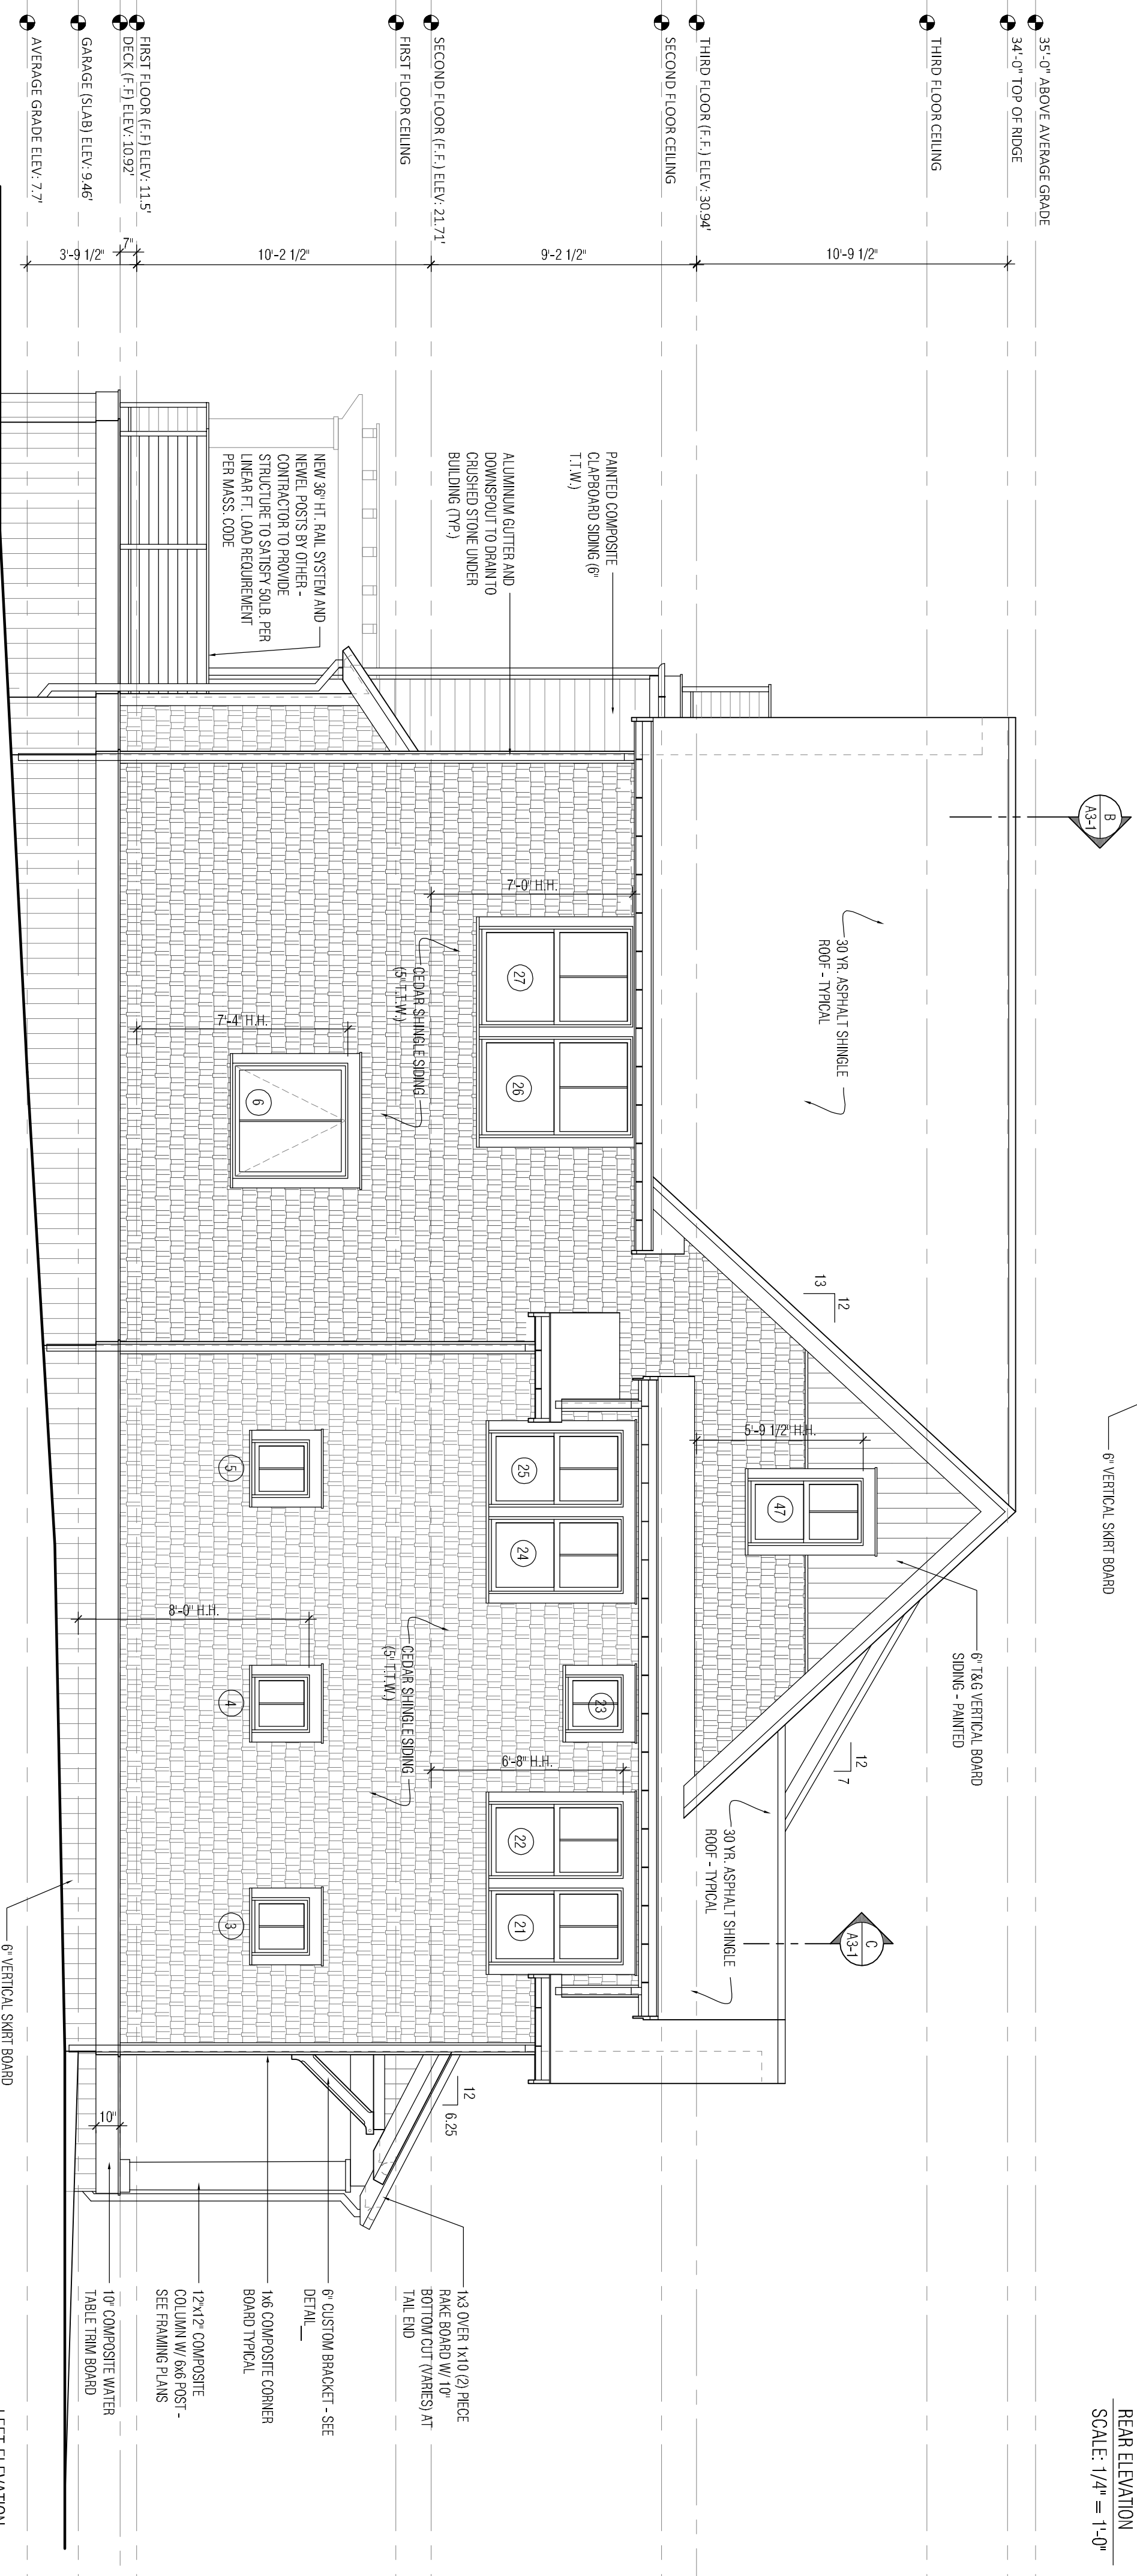 REAR ELEVATION
SCALE: 1/4" = 1'-0"
6" VERTICAL SKIRT BOARD
B
A3-1
35'-0" ABOVE AVERAGE GRADE
34'-0" TOP OF RIDGE
THIRD FLOOR CEILING
THIRD FLOOR (F.F.) ELEV: 30.94'
SECOND FLOOR CEILING
SECOND FLOOR (F.F.) ELEV: 21.71'
FIRST FLOOR CEILING
FIRST FLOOR (F.F) ELEV: 11.5'
DECK (F.F) ELEV: 10.92'
GARAGE (SLAB) ELEV: 9.46'
AVERAGE GRADE ELEV: 7.7'
10'-9 1/2"
9'-2 1/2"
10'-2 1/2"
7"
3'-9 1/2"
PAINTED COMPOSITE
CLAPBOARD SIDING (6"
T.T.W.)
ALUMINUM GUTTER AND
DOWNSPOUT TO DRAIN TO
CRUSHED STONE UNDER
BUILDING (TYP.)
NEW 36" HT. RAIL SYSTEM AND
NEWEL POSTS BY OTHER -
CONTRACTOR TO PROVIDE
STRUCTURE TO SATISFY 50LB. PER
LINEAR FT. LOAD REQUIREMENT
PER MASS. CODE
30 YR. ASPHALT SHINGLE
ROOF - TYPICAL
7'-0" H.H.
27
26
CEDAR SHINGLE SIDING
(5" T.T.W.)
7'-4" H.H.
6
12
13
5'-9 1/2" H.H.
47
6" T&G VERTICAL BOARD
SIDING - PAINTED
12
7
30 YR. ASPHALT SHINGLE
ROOF - TYPICAL
C
A3-1
25
24
23
22
21
6'-8" H.H.
8'-0" H.H.
CEDAR SHINGLE SIDING
(5" T.T.W.)
5
4
3
12
6.25
10"
1x3 OVER 1x10 (2) PIECE
RAKE BOARD W/ 10"
BOTTOM CUT (VARIES) AT
TAIL END
6" CUSTOM BRACKET - SEE
DETAIL__
1x6 COMPOSITE CORNER
BOARD TYPICAL
12"x12" COMPOSITE
COLUMN W/ 6x6 POST -
SEE FRAMING PLANS
10" COMPOSITE WATER
TABLE TRIM BOARD
6" VERTICAL SKIRT BOARD
LEFT ELEVATION